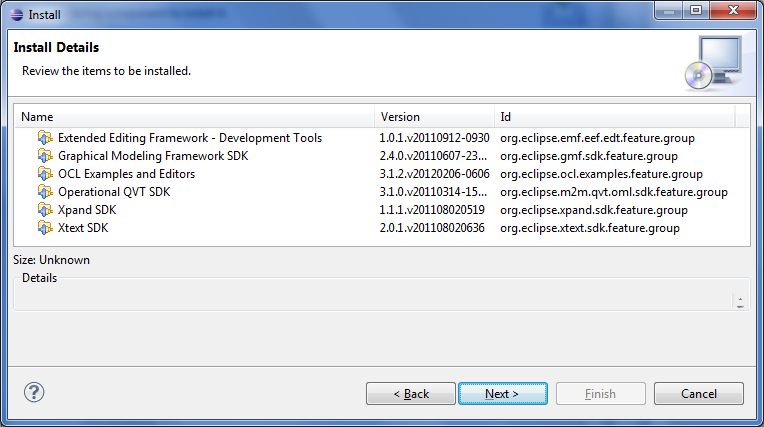 Install
Install Details
Review the items to be installed.
Name Version Id
Extended Editing Framework - Development Tools 1.0.1.v20110912-0930 org.eclipse.emf.eef.edt.feature.group
Graphical Modeling Framework SDK 2.4.0.v20110607-23... org.eclipse.gmf.sdk.feature.group
OCL Examples and Editors 3.1.2.v20120206-0606 org.eclipse.ocl.examples.feature.group
Operational QVT SDK 3.1.0.v20110314-15... org.eclipse.m2m.qvt.oml.sdk.feature.group
Xpand SDK 1.1.1.v201108020519 org.eclipse.xpand.sdk.feature.group
Xtext SDK 2.0.1.v201108020636 org.eclipse.xtext.sdk.feature.group
Size: Unknown
Details
? < Back Next > Finish Cancel